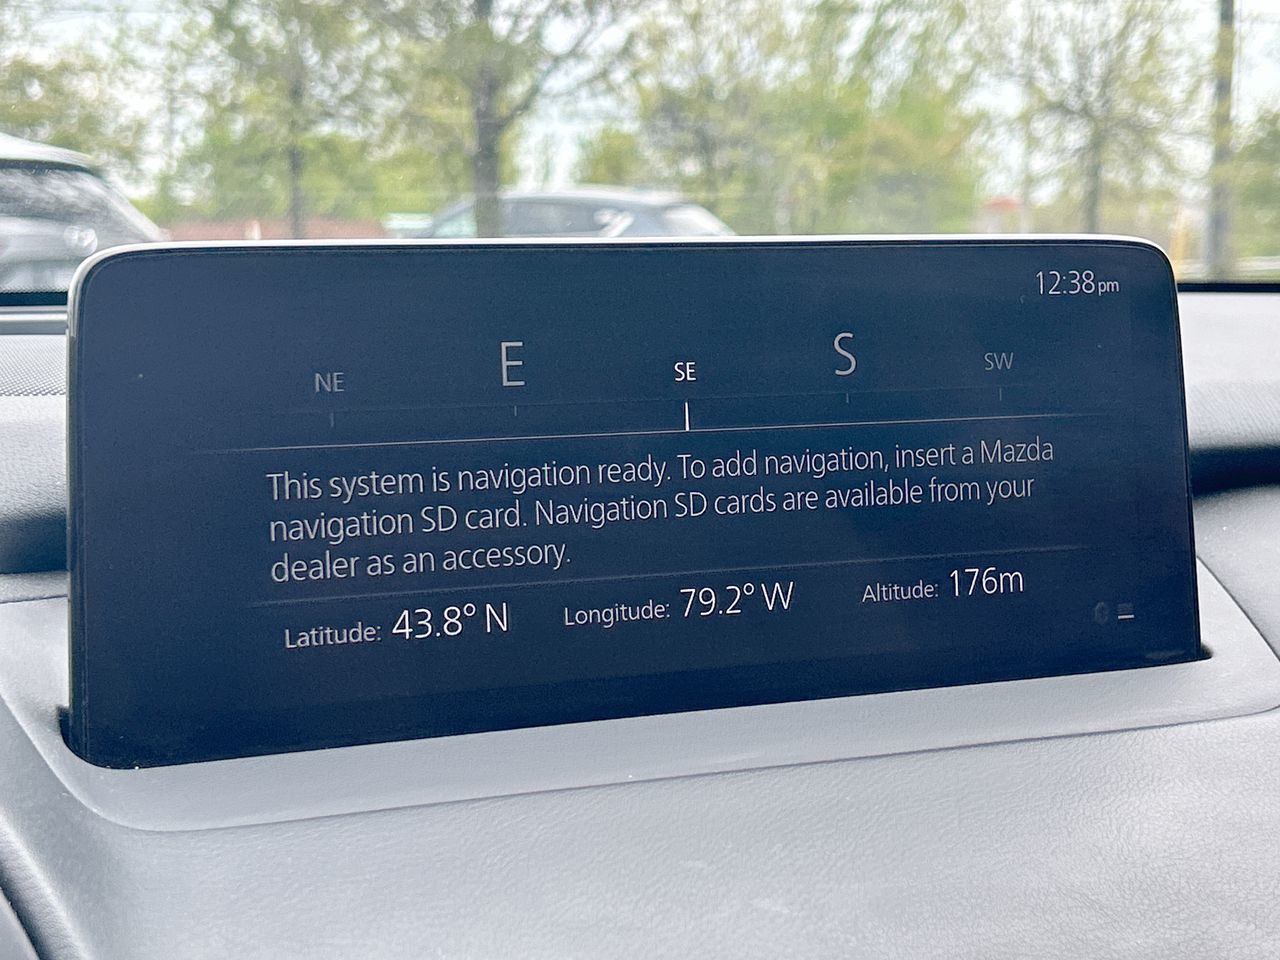 12:38pm
NE E SE S SW
This system is navigation ready. To add navigation, insert a Mazda
navigation SD card. Navigation SD cards are available from your
dealer as an accessory.
Latitude: 43.8° N Longitude: 79.2° W Altitude: 176m